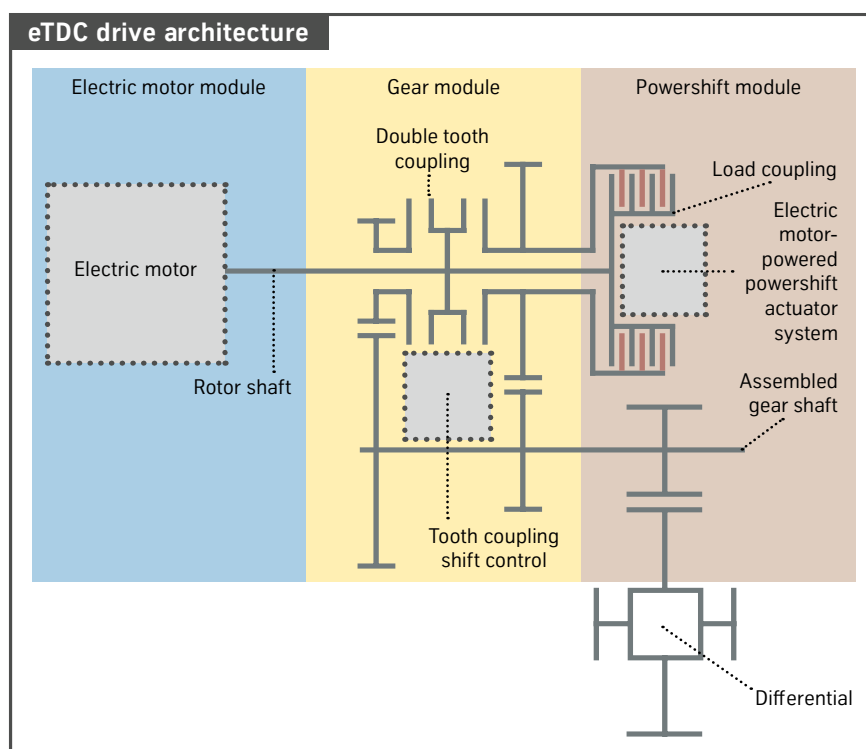 eTDC drive architecture
Electric motor module
Gear module
Powershift module
Double tooth
coupling
Load coupling
Electric motor
Electric
motor-
powered
powershift
actuator
system
Rotor shaft
Assembled
gear shaft
Tooth coupling
shift control
Differential